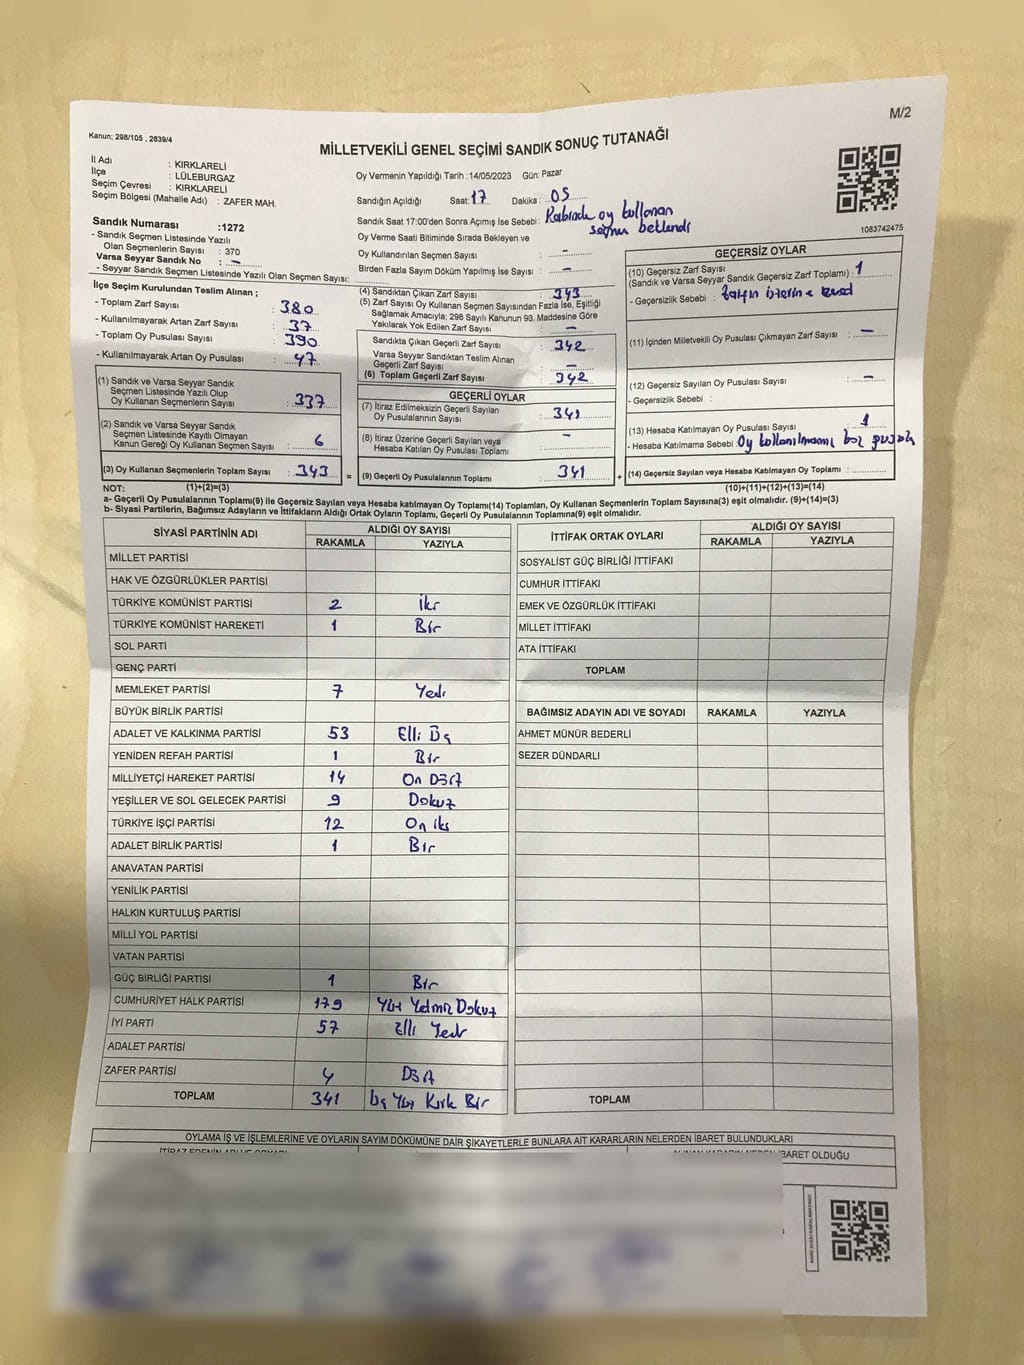 M/2
Kanun; 298/105 , 2839/4
MİLLETVEKİLİ GENEL SEÇİMİ SANDIK SONUÇ TUTANAĞI
İl Adı : KIRKLARELİ
İlçe : LÜLEBURGAZ
Seçim Çevresi : KIRKLARELİ
Seçim Bölgesi (Mahalle Adı) : ZAFER MAH.
Oy Vermenin Yapıldığı Tarih :14/05/2023 Gün: Pazar
Sandığın Açıldığı Saat: 17 Dakika : 05
Sandık Saat 17:00'den Sonra Açımış İse Sebebi : Kabinde oy kullanan
seçmen beklendi
1083742475
Sandık Numarası :1272
- Sandık Seçmen Listesinde Yazılı
Olan Seçmenlerin Sayısı : 370
Varsa Seyyar Sandık No : -
- Seyyar Sandık Seçmen Listesinde Yazılı Olan Seçmen Sayısı:
Oy Verme Saati Bitiminde Sırada Bekleyen ve
Oy Kullandırılan Seçmen Sayısı : -
Birden Fazla Sayım Döküm Yapılmış İse Sayısı : -
İlçe Seçim Kurulundan Teslim Alınan ;
- Toplam Zarf Sayısı : 380
- Kullanılmayarak Artan Zarf Sayısı : 37
- Toplam Oy Pusulası Sayısı : 390
- Kullanılmayarak Artan Oy Pusulası : 47
(1) Sandık ve Varsa Seyyar Sandık
Seçmen Listesinde Yazılı Olup
Oy Kullanan Seçmenlerin Sayısı : 337
(2) Sandık ve Varsa Seyyar Sandık
Seçmen Listesinde Kayıtlı Olmayan
Kanun Gereği Oy Kullanan Seçmen Sayısı : 6
(3) Oy Kullanan Seçmenlerin Toplam Sayısı : 343 =
(4) Sandıktan Çıkan Zarf Sayısı : 343
(5) Zarf Sayısı Oy Kullanan Seçmen Sayısından Fazla İse, Eşitliği
Sağlamak Amacıyla; 298 Sayılı Kanunun 93. Maddesine Göre
Yakılarak Yok Edilen Zarf Sayısı : -
Sandıkta Çıkan Geçerli Zarf Sayısı : 342
Varsa Seyyar Sandıktan Teslim Alınan
Geçerli Zarf Sayısı :
(6) Toplam Geçerli Zarf Sayısı : 342
GEÇERLİ OYLAR
(7) İtiraz Edilmeksizin Geçerli Sayılan
Oy Pusulalarının Sayısı : 341
(8) İtiraz Üzerine Geçerli Sayılan veya
Hesaba Katılan Oy Pusulası Toplamı : -
(9) Geçerli Oy Pusulalarının Toplamı : 341 +
GEÇERSİZ OYLAR
(10) Geçersiz Zarf Sayısı
(Sandık ve Varsa Seyyar Sandık Geçersiz Zarf Toplamı) : 1
- Geçersizlik Sebebi :
(11) İçinden Milletvekili Oy Pusulası Çıkmayan Zarf Sayısı : -
(12) Geçersiz Sayılan Oy Pusulası Sayısı : -
- Geçersizlik Sebebi :
(13) Hesaba Katılmayan Oy Pusulası Sayısı : 1
- Hesaba Katılmama Sebebi : Oy kullanılmamış boş pusula
(14) Geçersiz Sayılan veya Hesaba Katılmayan Oy Toplamı :
NOT: (1)+(2)=(3) (10)+(11)+(12)+(13)=(14)
a- Geçerli Oy Pusulalarının Toplamı(9) ile Geçersiz Sayılan veya Hesaba katılmayan Oy Toplamı(14) Toplamları, Oy Kullanan Seçmenlerin Toplam Sayısına(3) eşit olmalıdır. (9)+(14)=(3)
b- Siyasi Partilerin, Bağımsız Adayların ve İttifakların Aldığı Ortak Oyların Toplamı, Geçerli Oy Pusulalarının Toplamına(9) eşit olmalıdır.
SİYASİ PARTİNİN ADI ALDIĞI OY SAYISI
RAKAMLA YAZIYLA
MİLLET PARTİSİ
HAK VE ÖZGÜRLÜKLER PARTİSİ
TÜRKİYE KOMÜNİST PARTİSİ 2 İki
TÜRKİYE KOMÜNİST HAREKETİ 1 Bir
SOL PARTİ
GENÇ PARTİ
MEMLEKET PARTİSİ 7 Yedi
BÜYÜK BİRLİK PARTİSİ
ADALET VE KALKINMA PARTİSİ 53 Elli Üç
YENİDEN REFAH PARTİSİ 1 Bir
MİLLİYETÇİ HAREKET PARTİSİ 14 On Dört
YEŞİLLER VE SOL GELECEK PARTİSİ 9 Dokuz
TÜRKİYE İŞÇİ PARTİSİ 12 On iki
ADALET BİRLİK PARTİSİ 1 Bir
ANAVATAN PARTİSİ
YENİLİK PARTİSİ
HALKIN KURTULUŞ PARTİSİ
MİLLİ YOL PARTİSİ
VATAN PARTİSİ
GÜÇ BİRLİĞİ PARTİSİ 1 Bir
CUMHURİYET HALK PARTİSİ 179 Yüz Yetmiş Dokuz
İYİ PARTİ 57 Elli Yedi
ADALET PARTİSİ
ZAFER PARTİSİ 4 Dört
TOPLAM 341 Üç Yüz Kırk Bir
İTTİFAK ORTAK OYLARI ALDIĞI OY SAYISI
RAKAMLA YAZIYLA
SOSYALİST GÜÇ BİRLİĞİ İTTİFAKI
CUMHUR İTTİFAKI
EMEK VE ÖZGÜRLÜK İTTİFAKI
MİLLET İTTİFAKI
ATA İTTİFAKI
TOPLAM
BAĞIMSIZ ADAYIN ADI VE SOYADI RAKAMLA YAZIYLA
AHMET MÜNÜR BEDERLİ
SEZER DÜNDARLI
TOPLAM
OYLAMA İŞ VE İŞLEMLERİNE VE OYLARIN SAYIM DÖKÜMÜNE DAİR ŞİKAYETLERLE BUNLARA AİT KARARLARIN NELERDEN İBARET BULUNDUKLARI
İTİRAZ EDENİN ADI VE SOYADI ALINAN KARARIN NEDEN İBARET OLDUĞU